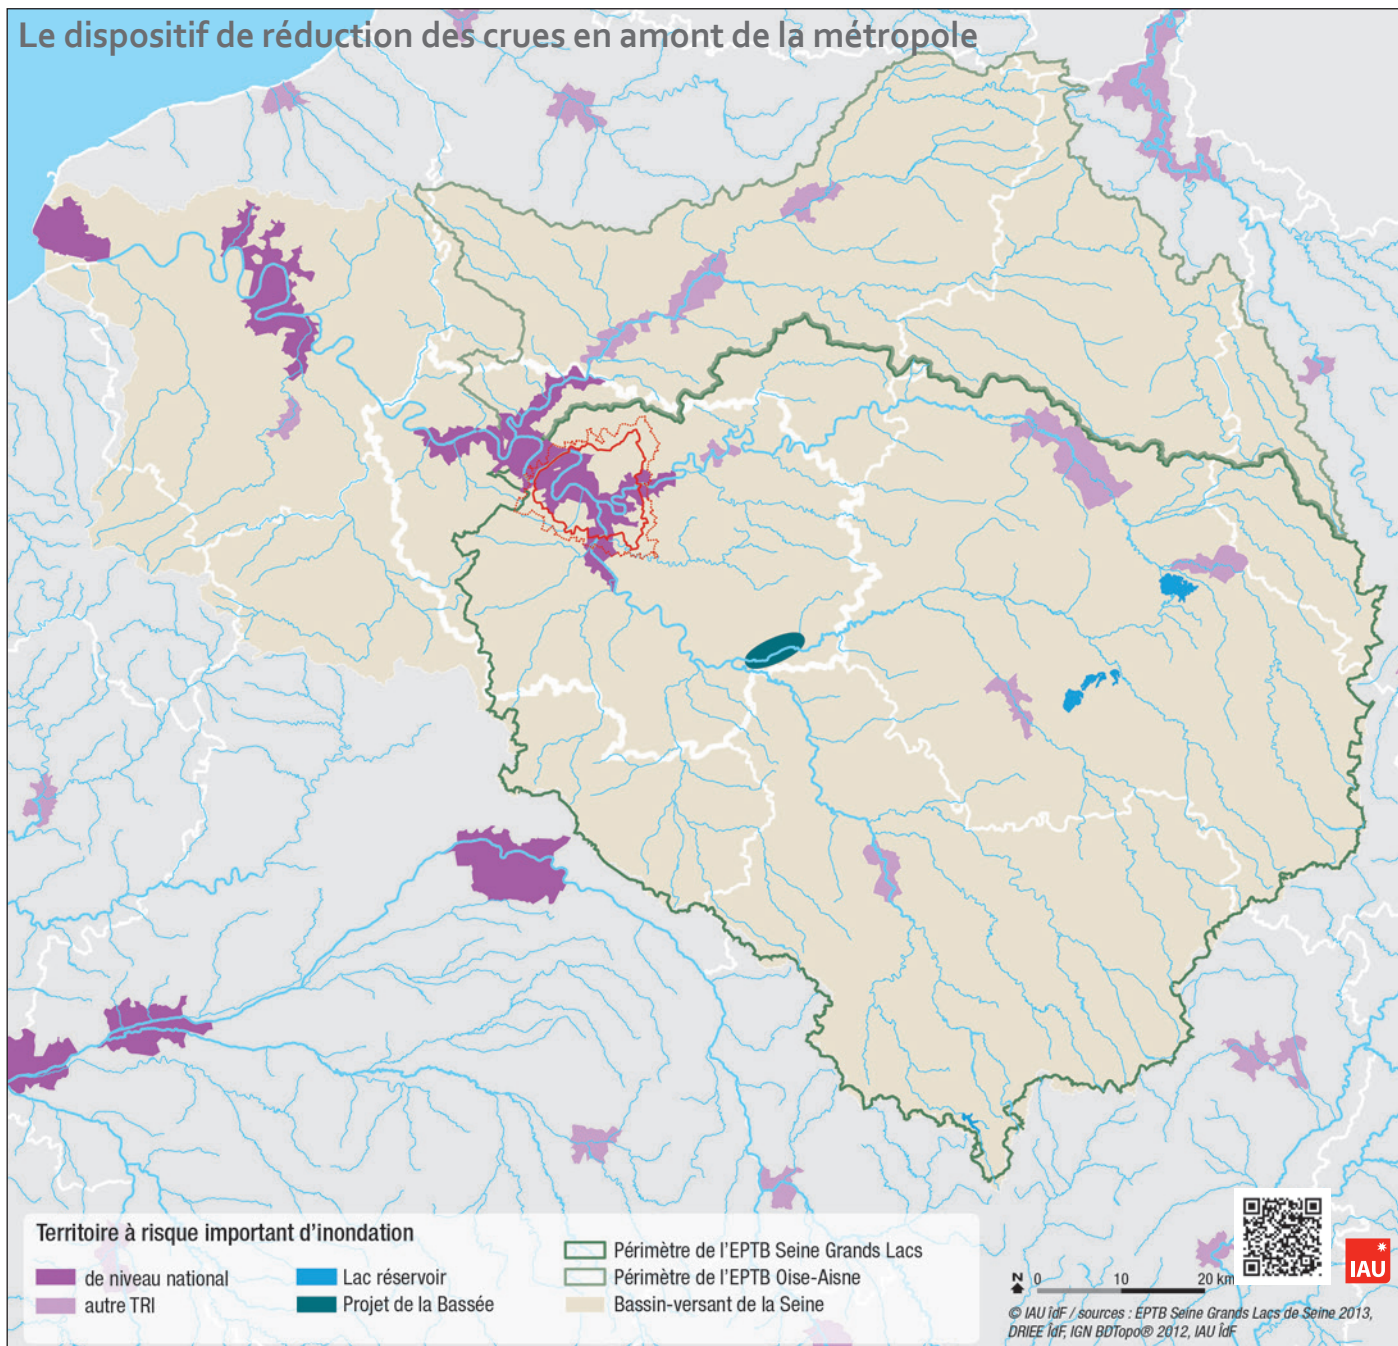 Le dispositif de réduction des crues en amont de la métropole
Territoire à risque important d'inondation
de niveau national
autre TRI
Lac réservoir
Projet de la Bassée
Périmètre de l'EPTB Seine Grands Lacs
Périmètre de l'EPTB Oise-Aisne
Bassin-versant de la Seine
N 0 10 20 km
IAU
© IAU îdF / sources : EPTB Seine Grands Lacs de Seine 2013,
DRIEE ÎdF, IGN BDTopo® 2012, IAU ÎdF